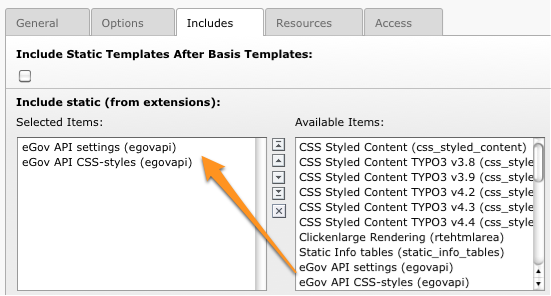 General Options Includes Resources Access
Include Static Templates After Basis Templates:
Include static (from extensions):
Selected Items:
eGov API settings (egovapi)
eGov API CSS-styles (egovapi)
Available Items:
CSS Styled Content (css_styled_content)
CSS Styled Content TYPO3 v3.8 (css_style
CSS Styled Content TYPO3 v3.9 (css_style
CSS Styled Content TYPO3 v4.2 (css_style
CSS Styled Content TYPO3 v4.3 (css_style
CSS Styled Content TYPO3 v4.4 (css_style
Clickenlarge Rendering (rtehtmlarea)
Static Info tables (static_info_tables)
eGov API settings (egovapi)
eGov API CSS-styles (egovapi)